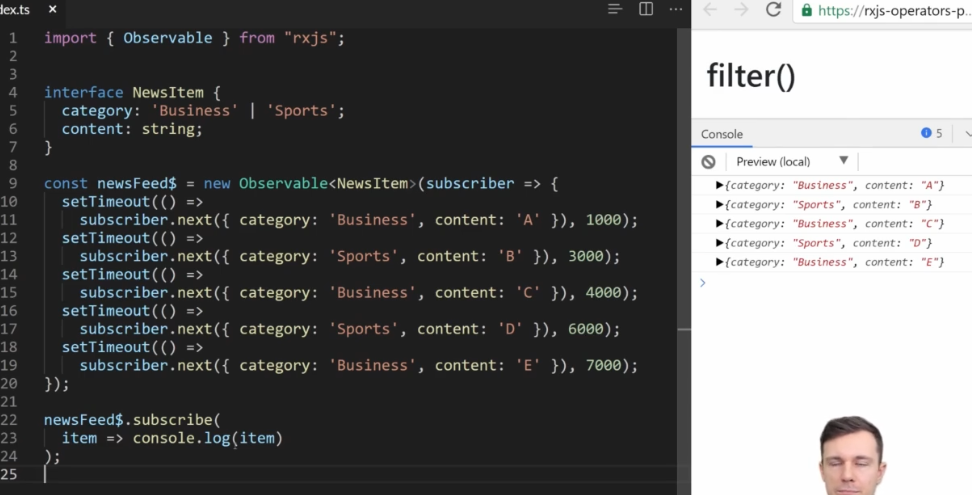 dex.ts ×
1 import { Observable } from "rxjs";
2
3
4 interface NewsItem {
5 category: 'Business' | 'Sports';
6 content: string;
7 }
8
9 const newsFeed$ = new Observable<NewsItem>(subscriber => {
10 setTimeout(() =>
11 subscriber.next({ category: 'Business', content: 'A' }), 1000);
12 setTimeout(() =>
13 subscriber.next({ category: 'Sports', content: 'B' }), 3000);
14 setTimeout(() =>
15 subscriber.next({ category: 'Business', content: 'C' }), 4000);
16 setTimeout(() =>
17 subscriber.next({ category: 'Sports', content: 'D' }), 6000);
18 setTimeout(() =>
19 subscriber.next({ category: 'Business', content: 'E' }), 7000);
20 });
21
22 newsFeed$.subscribe(
23 item => console.log(item)
24 );
25
https://rxjs-operators-p...
filter()
Console 5
Preview (local) ▼
▶{category: "Business", content: "A"}
▶{category: "Sports", content: "B"}
▶{category: "Business", content: "C"}
▶{category: "Sports", content: "D"}
▶{category: "Business", content: "E"}
>